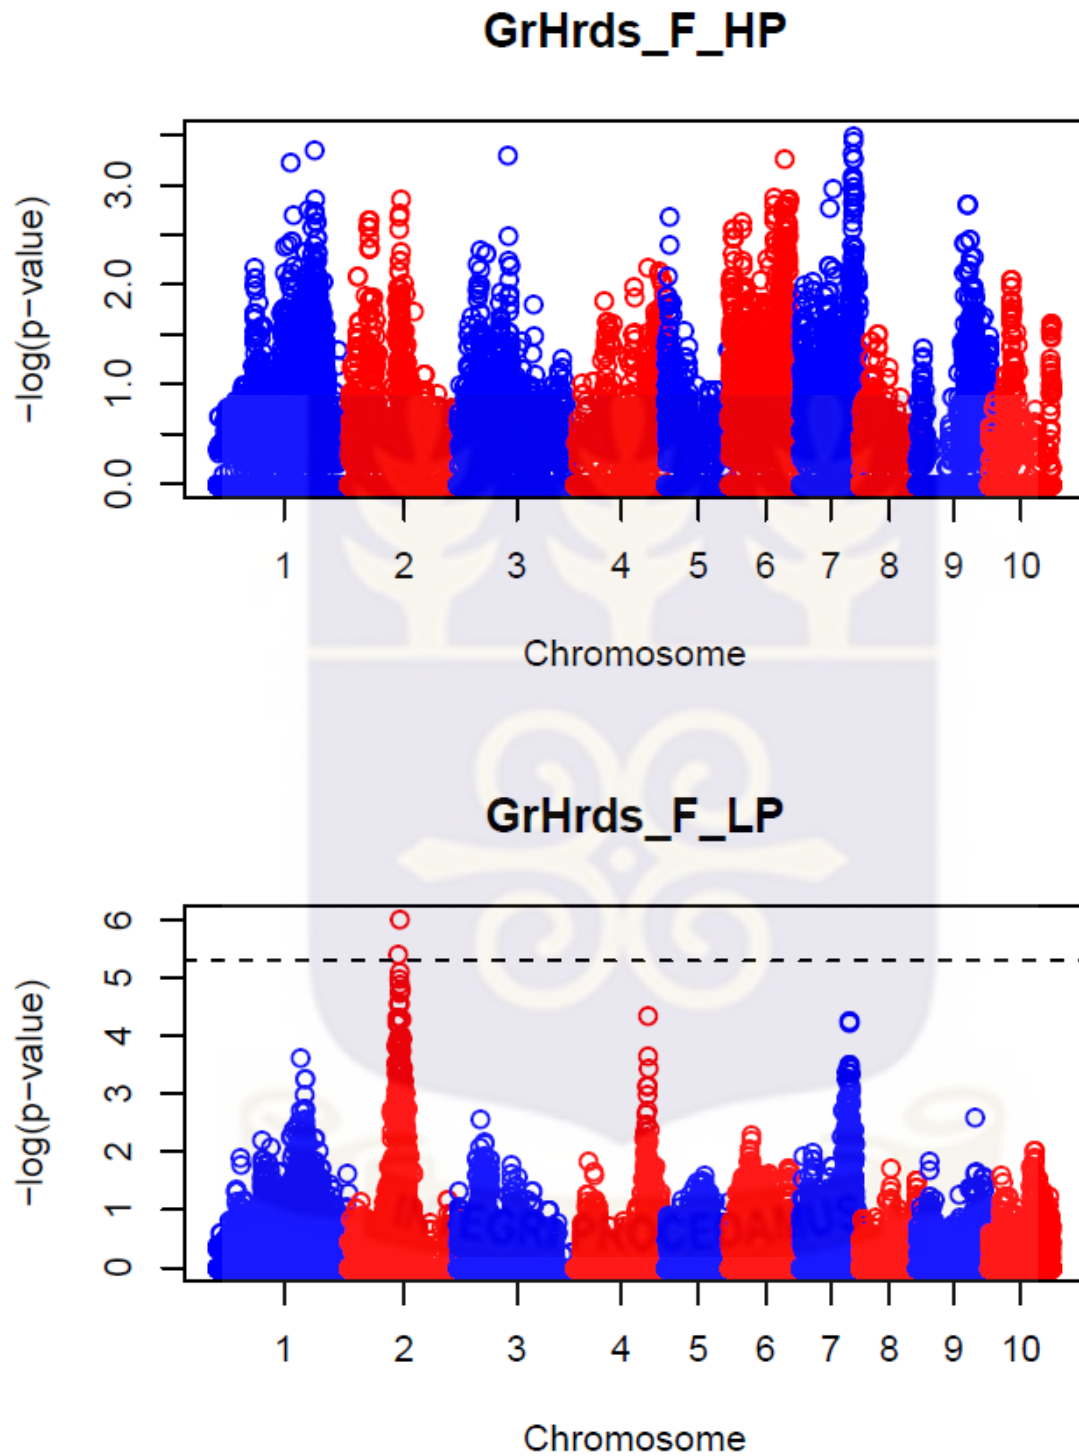 GrHrds_F_HP
−log(p−value)
0.0 1.0 2.0 3.0
1 2 3 4 5 6 7 8 9 10
Chromosome
GrHrds_F_LP
−log(p−value)
0 1 2 3 4 5 6
INTEGRI PROCEDAMUS
1 2 3 4 5 6 7 8 9 10
Chromosome